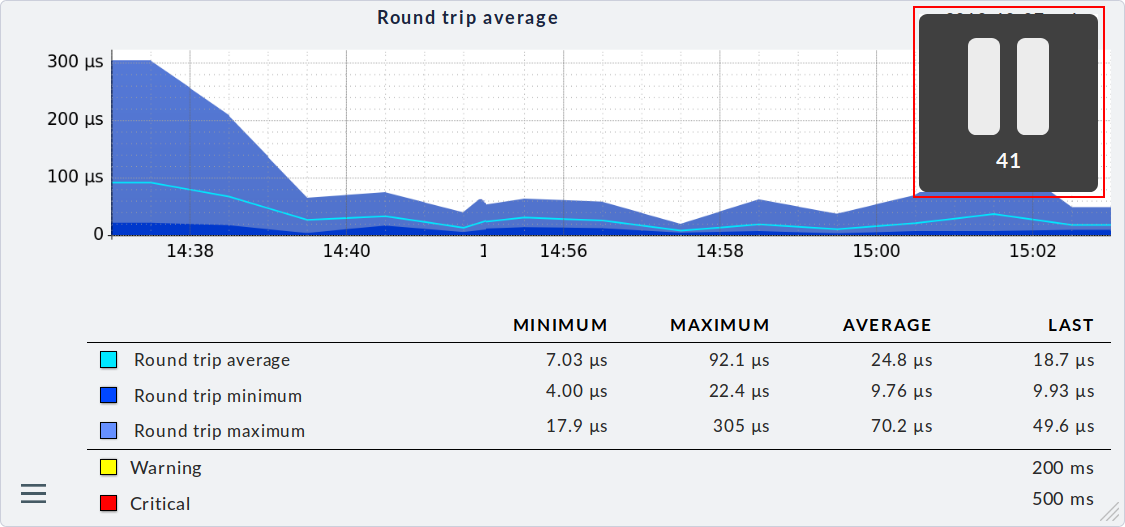 Round trip average
300 µs
200 µs
100 µs
0
14:38 14:40 1 14:56 14:58 15:00 15:02
41
MINIMUM MAXIMUM AVERAGE LAST
Round trip average 7.03 µs 92.1 µs 24.8 µs 18.7 µs
Round trip minimum 4.00 µs 22.4 µs 9.76 µs 9.93 µs
Round trip maximum 17.9 µs 305 µs 70.2 µs 49.6 µs
Warning 200 ms
Critical 500 ms